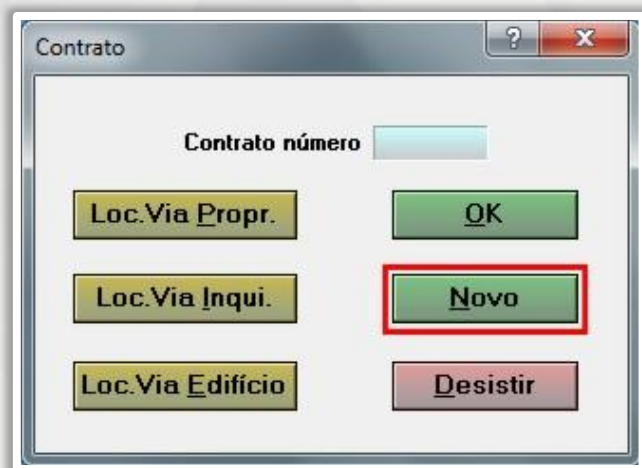 Contrato
Contrato número
Loc.Via Propr.
OK
Loc.Via Inqui.
Novo
Loc.Via Edifício
Desistir